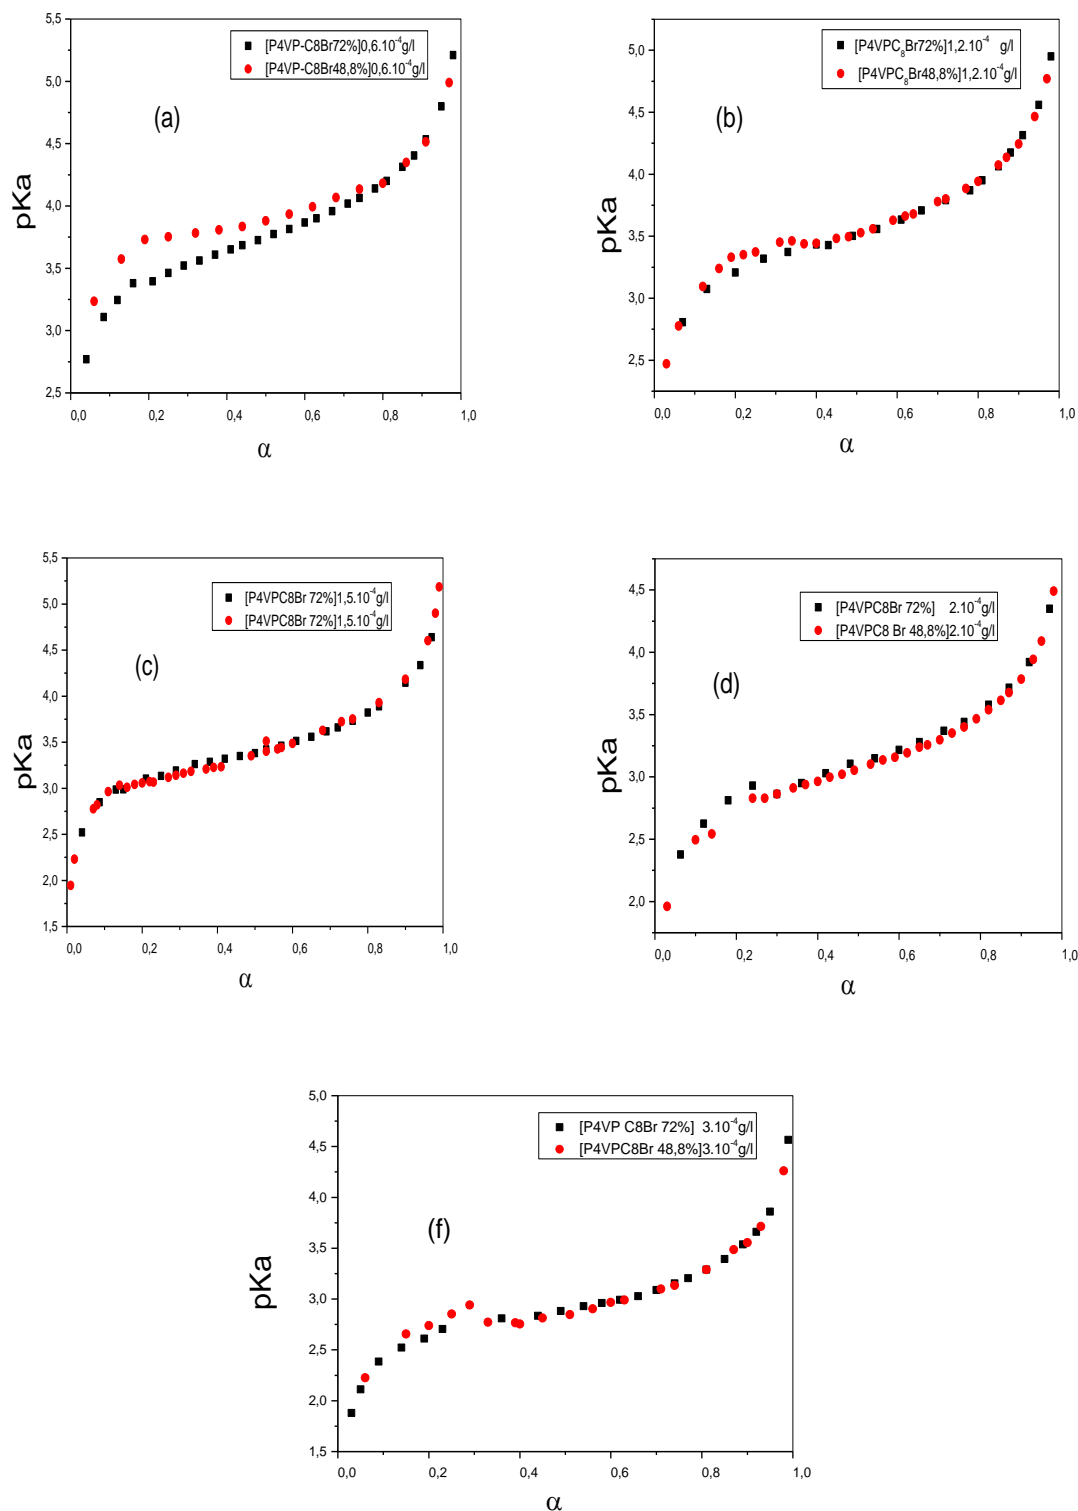 5,5
5,0
4,5
4,0
3,5
3,0
2,5
pKa
[P4VP-C8Br72%]0,6.10-4g/l
[P4VP-C8Br48,8%]0,6.10-4g/l
(a)
0,0 0,2 0,4 0,6 0,8 1,0
α
5,0
4,5
4,0
3,5
3,0
2,5
pKa
[P4VPC8Br72%]1,2.10-4 g/l
[P4VPC8Br48,8%]1,2.10-4g/l
(b)
0,0 0,2 0,4 0,6 0,8 1,0
α
5,5
5,0
4,5
4,0
3,5
3,0
2,5
2,0
1,5
pKa
[P4VPC8Br 72%]1,5.10-4g/l
[P4VPC8Br 72%]1,5.10-4g/l
(c)
0,0 0,2 0,4 0,6 0,8 1,0
α
4,5
4,0
3,5
3,0
2,5
2,0
pKa
[P4VPC8Br 72%] 2.10-4g/l
[P4VPC8 Br 48,8%]2.10-4g/l
(d)
0,0 0,2 0,4 0,6 0,8 1,0
α
5,0
4,5
4,0
3,5
3,0
2,5
2,0
1,5
pKa
[P4VP C8Br 72%] 3.10-4g/l
[P4VPC8Br 48,8%]3.10-4g/l
(f)
0,0 0,2 0,4 0,6 0,8 1,0
α